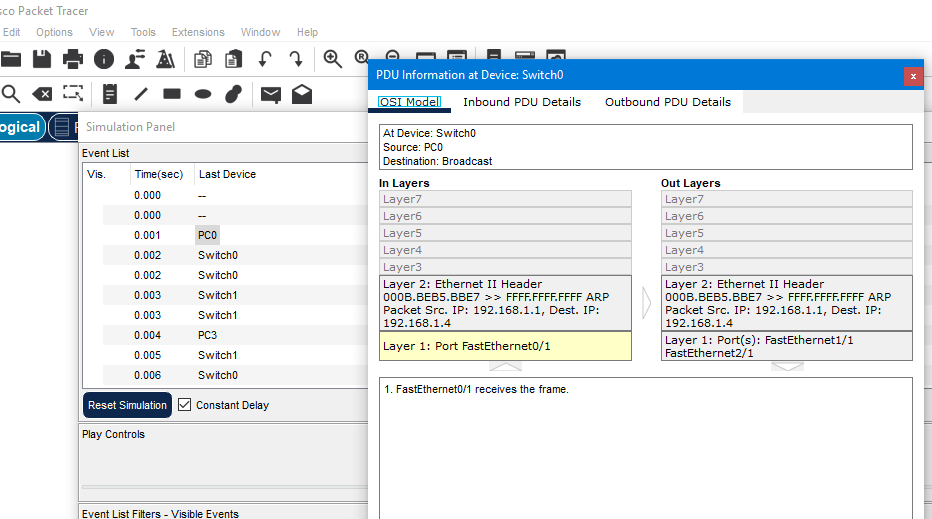 sco Packet Tracer
Edit Options View Tools Extensions Window Help
PDU Information at Device: Switch0
x
OSI Model Inbound PDU Details Outbound PDU Details
ogical
Simulation Panel
Event List
Vis. Time(sec) Last Device
0.000 --
0.000 --
0.001 PC0
0.002 Switch0
0.002 Switch0
0.003 Switch1
0.003 Switch1
0.004 PC3
0.005 Switch1
0.006 Switch0
Reset Simulation Constant Delay
Play Controls
Event List Filters - Visible Events
At Device: Switch0
Source: PC0
Destination: Broadcast
In Layers
Layer7
Layer6
Layer5
Layer4
Layer3
Layer 2: Ethernet II Header
000B.BEB5.BBE7 >> FFFF.FFFF.FFFF ARP
Packet Src. IP: 192.168.1.1, Dest. IP:
192.168.1.4
Layer 1: Port FastEthernet0/1
Out Layers
Layer7
Layer6
Layer5
Layer4
Layer3
Layer 2: Ethernet II Header
000B.BEB5.BBE7 >> FFFF.FFFF.FFFF ARP
Packet Src. IP: 192.168.1.1, Dest. IP:
192.168.1.4
Layer 1: Port(s): FastEthernet1/1
FastEthernet2/1
1. FastEthernet0/1 receives the frame.